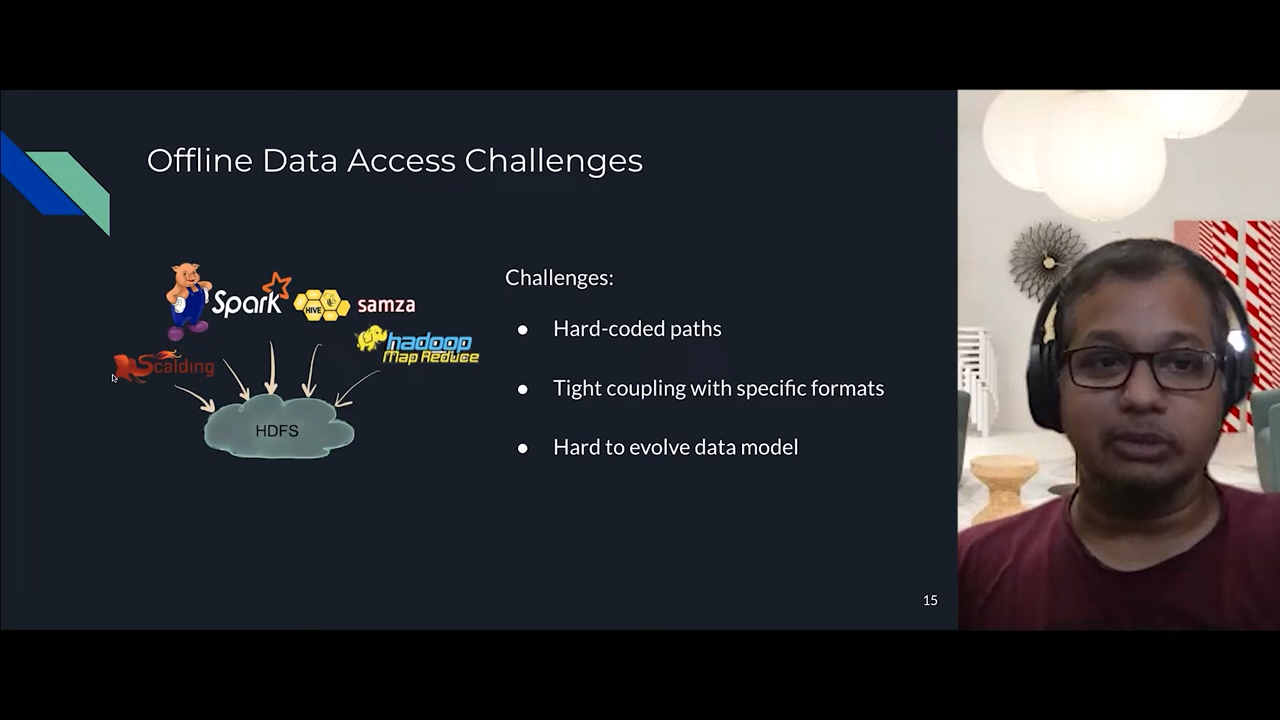 Offline Data Access Challenges
Spark
HIVE
samza
hadoop
Map Reduce
Scalding
HDFS
Challenges:
● Hard-coded paths
● Tight coupling with specific formats
● Hard to evolve data model
15